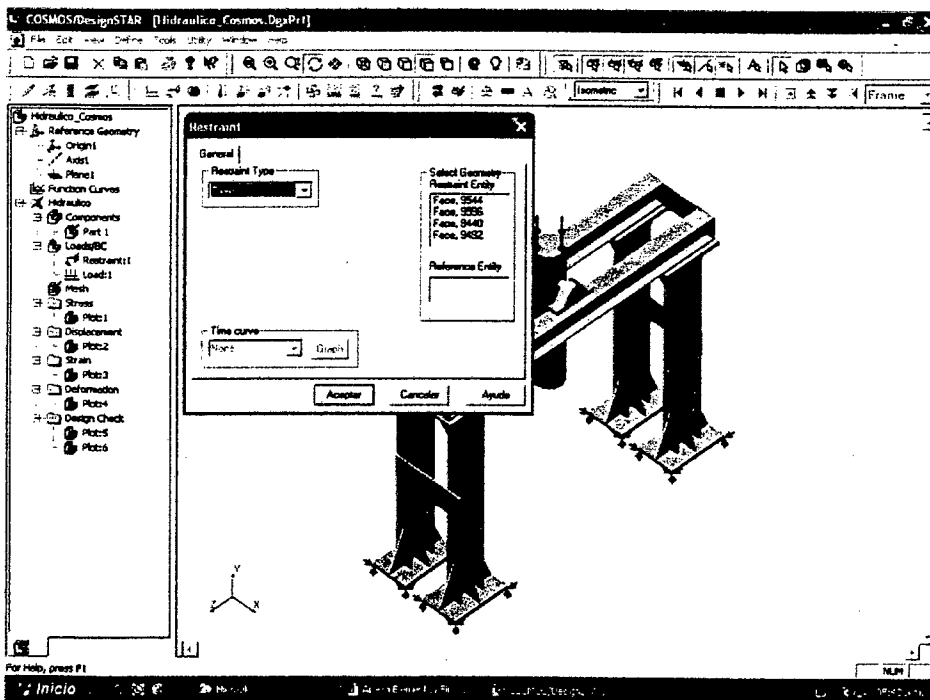 COSMOS/DesignSTAR [Hidraulico_Cosmos.DgxPrt]
File Edit View Define Tools Utility Window Help
Isometric
Frame
Hidraulico_Cosmos
Reference Geometry
Origin1
Axis1
Plane1
Function Curves
Hidraulico
Components
Part 1
Loads/BC
Restraint:1
Load:1
Mesh
Stress
Plot:1
Displacement
Plot:2
Strain
Plot:3
Deformation
Plot:4
Design Check
Plot:5
Plot:6
Restraint
General
Restraint Type
Select Geometry
Restraint Entity
Face, 9544
Face, 9596
Face, 9440
Face, 9492
Reference Entity
Time curve
None
Graph
Aceptar
Cancelar
Ayuda
Y
Z
X
For Help, press F1
NUM
Inicio